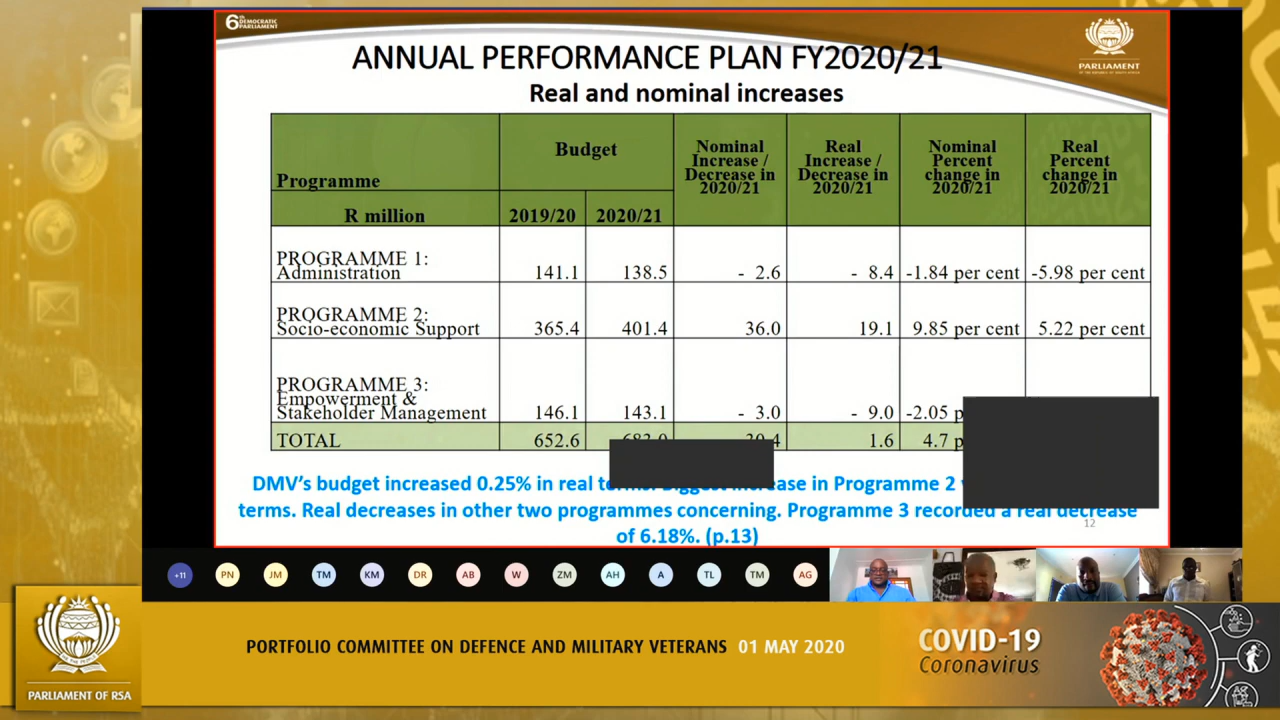 6TH DEMOCRATIC PARLIAMENT
PARLIAMENT
OF THE REPUBLIC OF SOUTH AFRICA
ANNUAL PERFORMANCE PLAN FY2020/21
Real and nominal increases
Programme
Budget
Nominal Increase / Decrease in 2020/21
Real Increase / Decrease in 2020/21
Nominal Percent change in 2020/21
Real Percent change in 2020/21
R million 2019/20 2020/21
PROGRAMME 1:
Administration 141.1 138.5 - 2.6 - 8.4 -1.84 per cent -5.98 per cent
PROGRAMME 2:
Socio-economic Support 365.4 401.4 36.0 19.1 9.85 per cent 5.22 per cent
PROGRAMME 3:
Empowerment &
Stakeholder Management 146.1 143.1 - 3.0 - 9.0 -2.05 p
TOTAL 652.6 1.6 4.7 p
DMV's budget increased 0.25% in real increase in Programme 2
terms. Real decreases in other two programmes concerning. Programme 3 recorded a real decrease
of 6.18%. (p.13)
12
+11 PN JM TM KM DR AB W ZM AH A TL TM AG
PORTFOLIO COMMITTEE ON DEFENCE AND MILITARY VETERANS 01 MAY 2020
COVID-19
Coronavirus
PARLIAMENT OF RSA